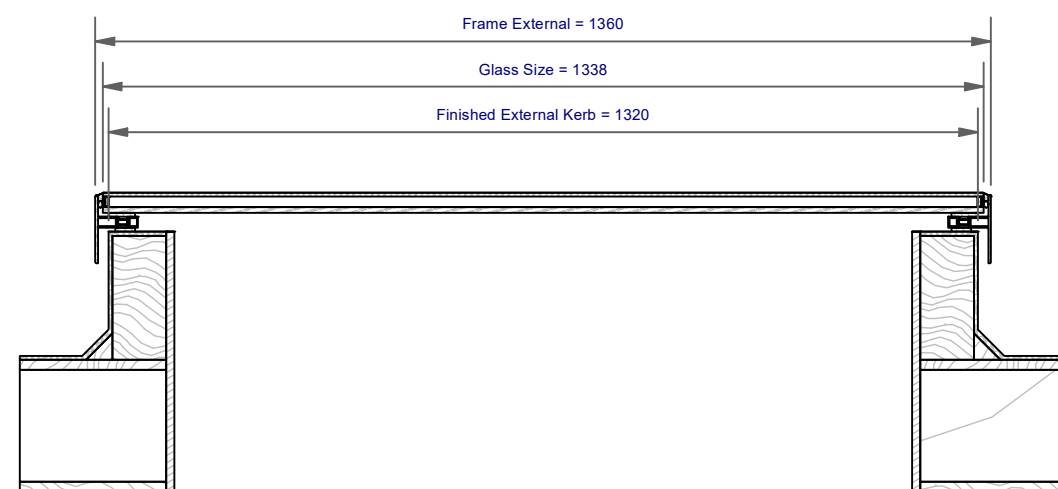 Frame External = 1360
Glass Size = 1338
Finished External Kerb = 1320